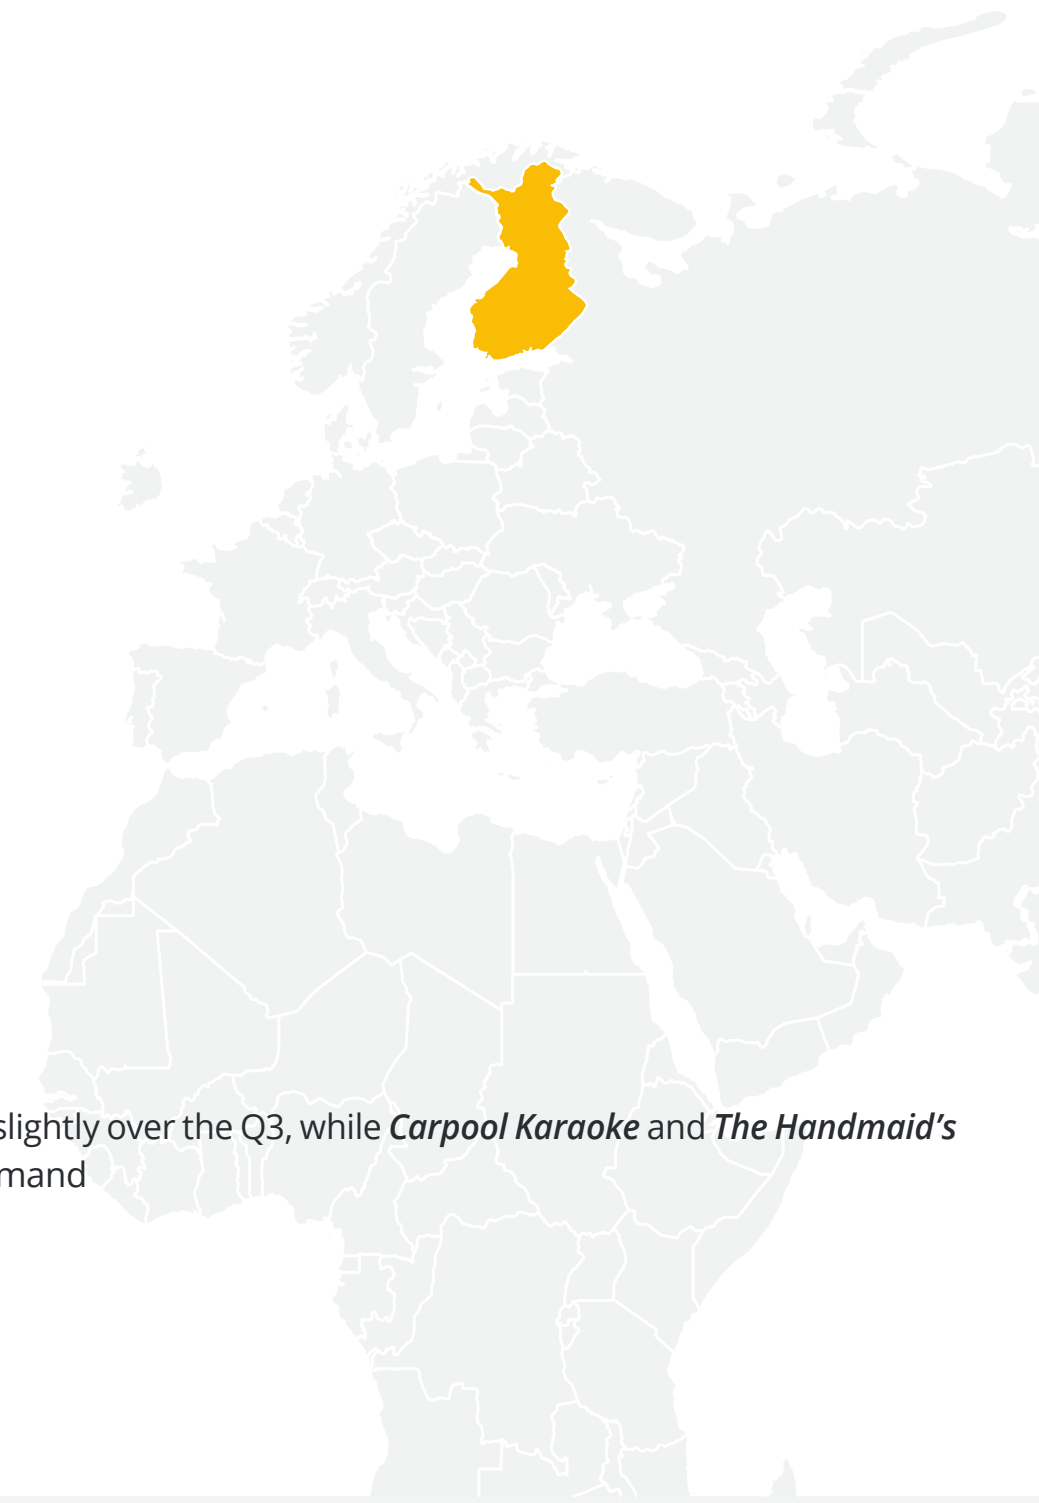 slightly over the Q3, while Carpool Karaoke and The Handmaid’s
mand